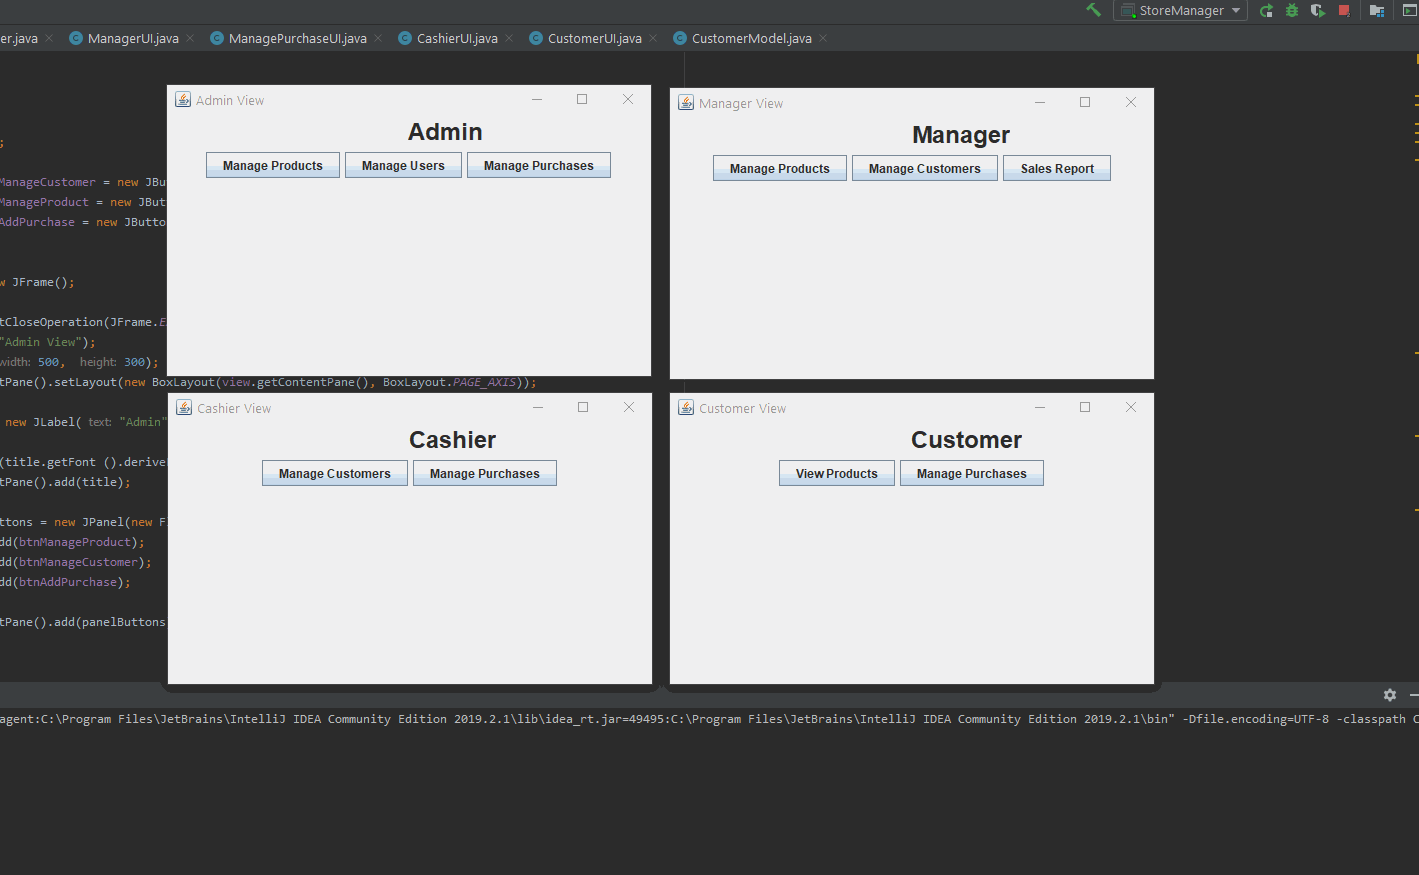 StoreManager
er.java ManagerUI.java ManagePurchaseUI.java CashierUI.java CustomerUI.java CustomerModel.java
Admin View
Admin
Manage Products Manage Users Manage Purchases
Manager View
Manager
Manage Products Manage Customers Sales Report
;
ManageCustomer = new JBu
ManageProduct = new JBut
AddPurchase = new JButto
w JFrame();
tCloseOperation(JFrame.E
"Admin View");
width: 500, height: 300);
tPane().setLayout(new BoxLayout(view.getContentPane(), BoxLayout.PAGE_AXIS));
new JLabel( text: "Admin"
(title.getFont ().derive
tPane().add(title);
ttons = new JPanel(new F
dd(btnManageProduct);
dd(btnManageCustomer);
dd(btnAddPurchase);
tPane().add(panelButtons
Cashier View
Cashier
Manage Customers Manage Purchases
Customer View
Customer
View Products Manage Purchases
agent:C:\Program Files\JetBrains\IntelliJ IDEA Community Edition 2019.2.1\lib\idea_rt.jar=49495:C:\Program Files\JetBrains\IntelliJ IDEA Community Edition 2019.2.1\bin" -Dfile.encoding=UTF-8 -classpath C